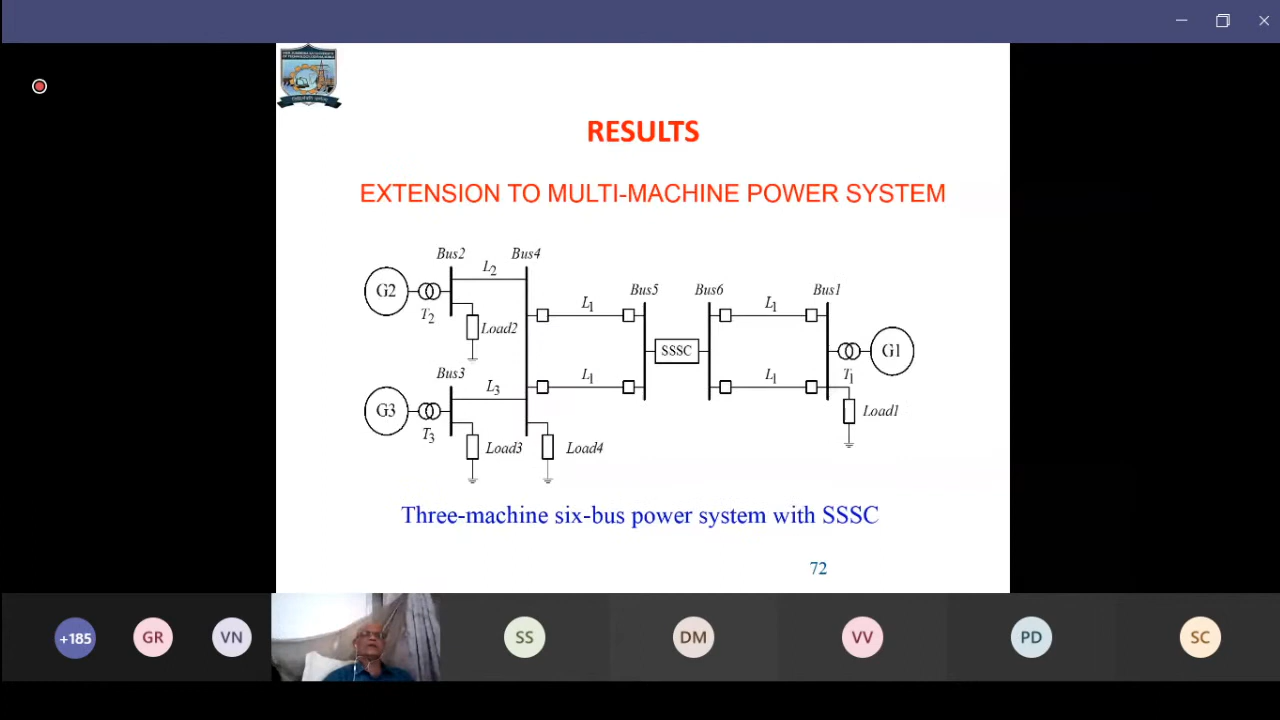 RESULTS
EXTENSION TO MULTI-MACHINE POWER SYSTEM
Bus2
Bus4
L2
G2
T2
Load2
L1
Bus5
Bus6
L1
Bus1
SSSC
G1
T1
Bus3
L3
L1
L1
Load1
G3
T3
Load3
Load4
Three-machine six-bus power system with SSSC
72
+185
GR
VN
SS
DM
VV
PD
SC